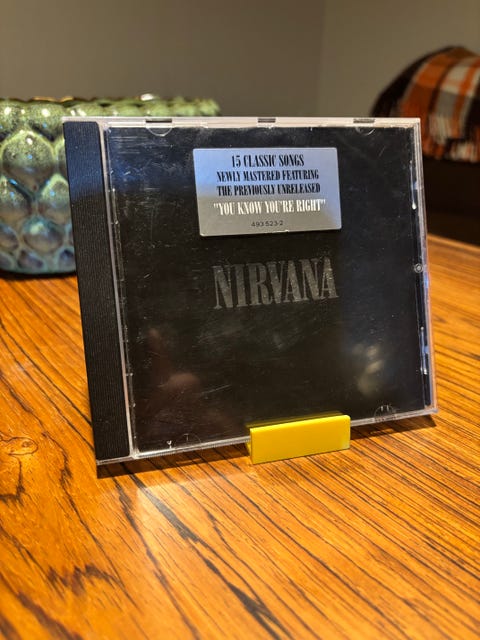 15 CLASSIC SONGS
NEWLY MASTERED FEATURING
THE PREVIOUSLY UNRELEASED
"YOU KNOW YOU'RE RIGHT"
493 523-2
NIRVANA